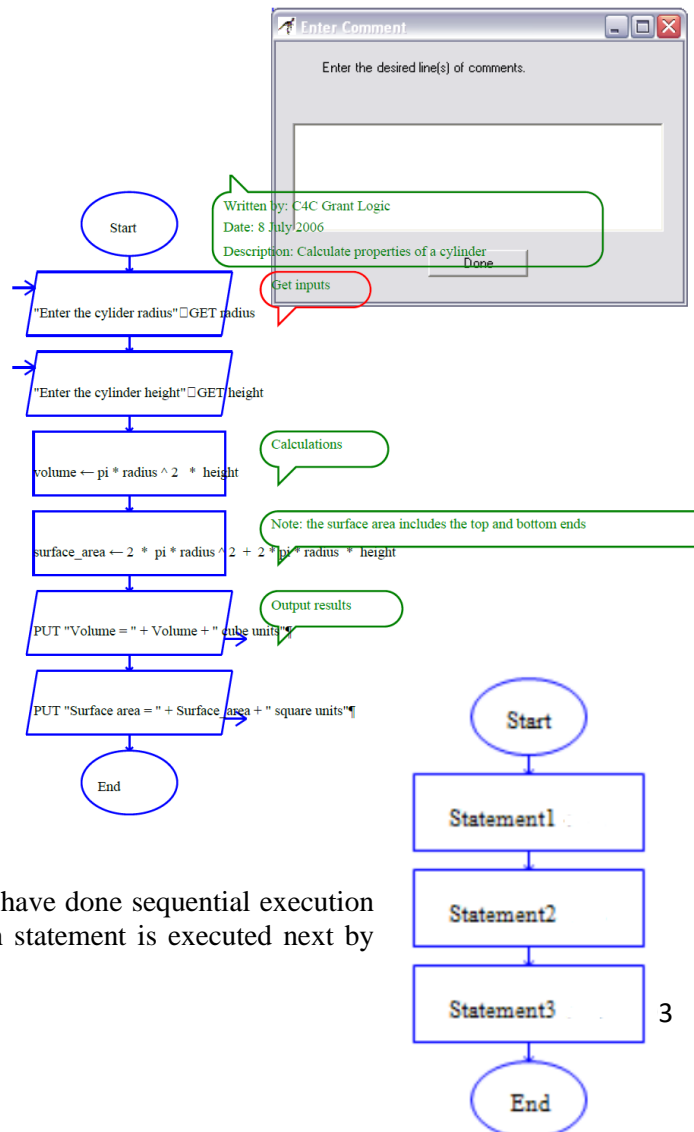 Enter Comment
Enter the desired line(s) of comments.
Written by: C4C Grant Logic
Date: 8 July 2006
Description: Calculate properties of a cylinder
Done
Start
Get inputs
"Enter the cylider radius"□GET radius
"Enter the cylinder height"□GET height
Calculations
volume ← pi * radius ^ 2 * height
Note: the surface area includes the top and bottom ends
surface_area ← 2 * pi * radius ^ 2 + 2 * pi * radius * height
Output results
PUT "Volume = " + Volume + " cube units"¶
PUT "Surface area = " + Surface_area + " square units"¶
End
Start
Statement1
have done sequential execution
statement is executed next by
Statement2
Statement3
3
End